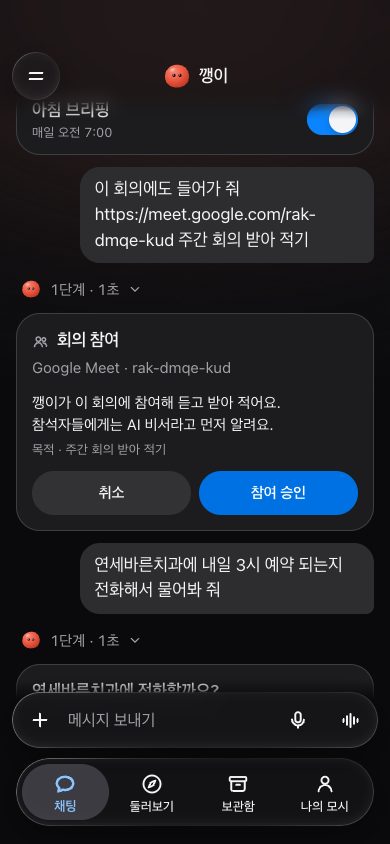 깽이
아침 브리핑
매일 오전 7:00
이 회의에도 들어가 줘
https://meet.google.com/rak-
dmqe-kud 주간 회의 받아 적기
1단계 · 1초
회의 참여
Google Meet · rak-dmqe-kud
깽이가 이 회의에 참여해 듣고 받아 적어요.
참석자들에게는 AI 비서라고 먼저 알려요.
목적 · 주간 회의 받아 적기
취소
참여 승인
연세바른치과에 내일 3시 예약 되는지
전화해서 물어봐 줘
1단계 · 1초
연세바른치과에 전화할까요?
메시지 보내기
채팅
둘러보기
보관함
나의 모시